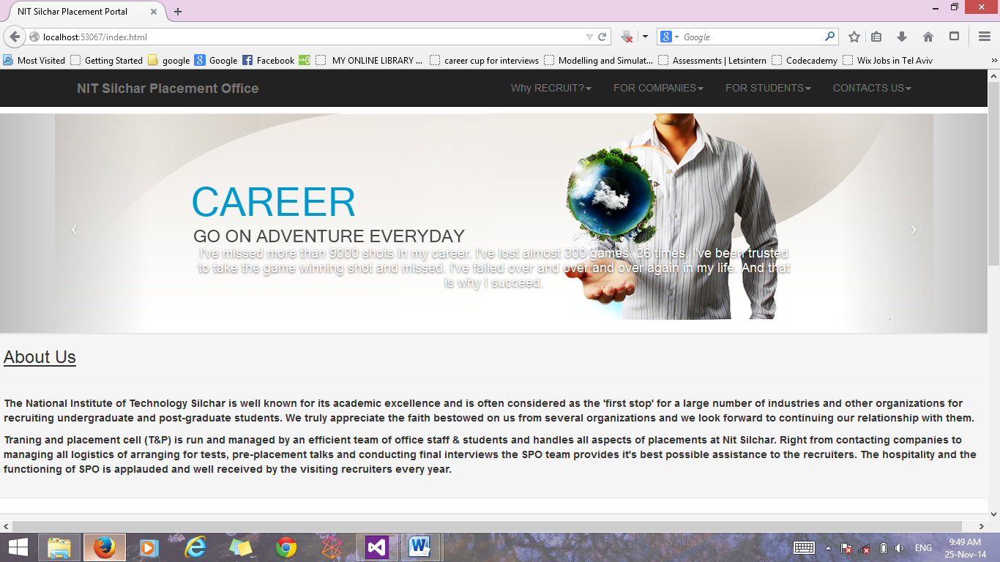 NIT Silchar Placement Portal
localhost:53067/index.html
Google
Most Visited Getting Started google Google Facebook MY ONLINE LIBRARY ... career cup for interviews Modelling and Simulat... Assessments | Letsintern Codecademy Wix Jobs in Tel Aviv
NIT Silchar Placement Office Why RECRUIT? FOR COMPANIES FOR STUDENTS CONTACTS US
CAREER
GO ON ADVENTURE EVERYDAY
I've missed more than 9000 shots in my career. I've lost almost 300 games. 26 times, I've been trusted
to take the game winning shot and missed. I've failed over and over and over again in my life. And that
is why I succeed.
About Us
The National Institute of Technology Silchar is well known for its academic excellence and is often considered as the 'first stop' for a large number of industries and other organizations for
recruiting undergraduate and post-graduate students. We truly appreciate the faith bestowed on us from several organizations and we look forward to continuing our relationship with them.
Traning and placement cell (T&P) is run and managed by an efficient team of office staff & students and handles all aspects of placements at Nit Silchar. Right from contacting companies to
managing all logistics of arranging for tests, pre-placement talks and conducting final interviews the SPO team provides it's best possible assistance to the recruiters. The hospitality and the
functioning of SPO is applauded and well received by the visiting recruiters every year.
ENG
9:49 AM
25-Nov-14